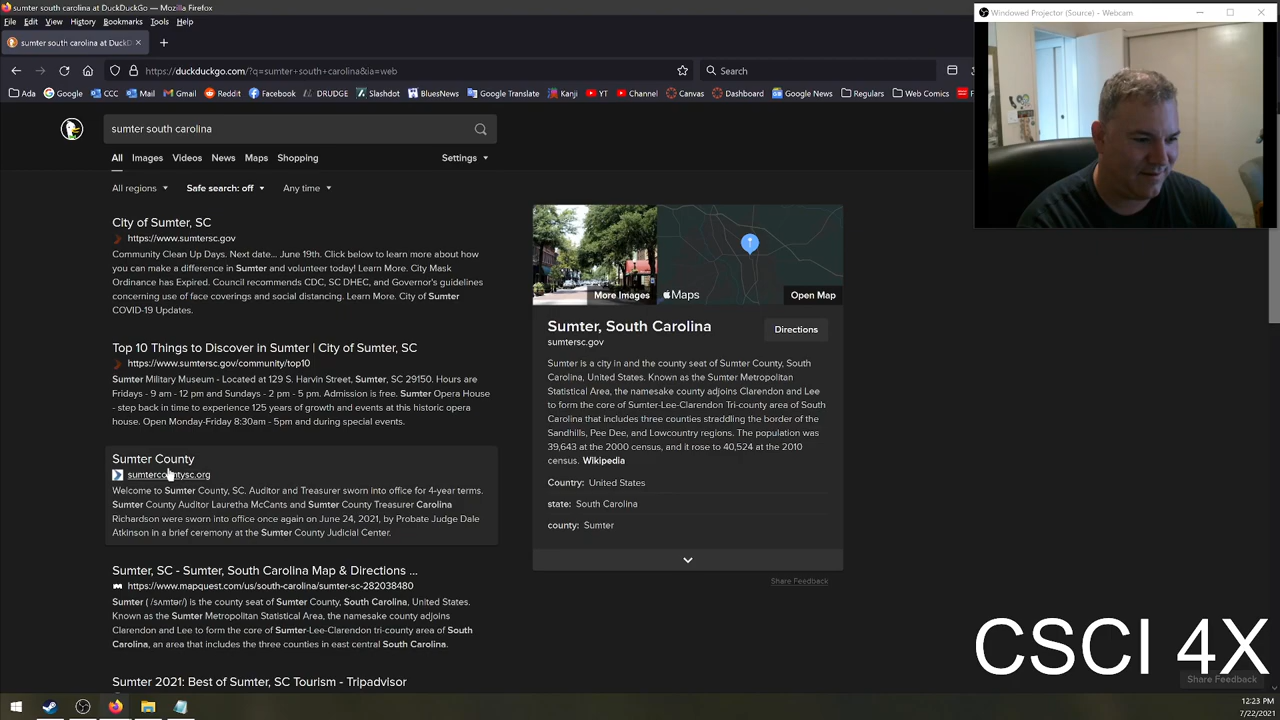 sumter south carolina at DuckDuckGo — Mozilla Firefox
File Edit View History Bookmarks Tools Help
sumter south carolina at DuckD
https://duckduckgo.com/?q=sumter+south+carolina&ia=web
Search
Ada Google CCC Mail Gmail Reddit Facebook DRUDGE Slashdot BluesNews Google Translate Kanji YT Channel Canvas Dashboard Google News Regulars Web Comics
Windowed Projector (Source) - Webcam
sumter south carolina
All Images Videos News Maps Shopping Settings
All regions Safe search: off Any time
City of Sumter, SC
https://www.sumtersc.gov
Community Clean Up Days. Next date... June 19th. Click below to learn more about how
you can make a difference in Sumter and volunteer today! Learn More. City Mask
Ordinance has Expired. Council recommends CDC, SC DHEC, and Governor's guidelines
concerning use of face coverings and social distancing. Learn More. City of Sumter
COVID-19 Updates.
Top 10 Things to Discover in Sumter | City of Sumter, SC
https://www.sumtersc.gov/community/top10
Sumter Military Museum - Located at 129 S. Harvin Street, Sumter, SC 29150. Hours are
Fridays - 9 am - 12 pm and Sundays - 2 pm - 5 pm. Admission is free. Sumter Opera House
- step back in time to experience 125 years of growth and events at this historic opera
house. Open Monday-Friday 8:30am - 5pm and during special events.
Sumter County
sumtercountysc.org
Welcome to Sumter County, SC. Auditor and Treasurer sworn into office for 4-year terms.
Sumter County Auditor Lauretha McCants and Sumter County Treasurer Carolina
Richardson were sworn into office once again on June 24, 2021, by Probate Judge Dale
Atkinson in a brief ceremony at the Sumter County Judicial Center.
Sumter, SC - Sumter, South Carolina Map & Directions ...
https://www.mapquest.com/us/south-carolina/sumter-sc-282038480
Sumter ( /sʌmtər/) is the county seat of Sumter County, South Carolina, United States.
Known as the Sumter Metropolitan Statistical Area, the namesake county adjoins
Clarendon and Lee to form the core of Sumter-Lee-Clarendon tri-county area of South
Carolina, an area that includes the three counties in east central South Carolina.
Sumter 2021: Best of Sumter, SC Tourism - Tripadvisor
More Images
Maps
Open Map
Sumter, South Carolina
Directions
sumtersc.gov
Sumter is a city in and the county seat of Sumter County, South
Carolina, United States. Known as the Sumter Metropolitan
Statistical Area, the namesake county adjoins Clarendon and Lee
to form the core of Sumter-Lee-Clarendon Tri-county area of South
Carolina that includes three counties straddling the border of the
Sandhills, Pee Dee, and Lowcountry regions. The population was
39,643 at the 2000 census, and it rose to 40,524 at the 2010
census. Wikipedia
Country: United States
state: South Carolina
county: Sumter
Share Feedback
CSCI 4X
Share Feedback
12:23 PM
7/22/2021